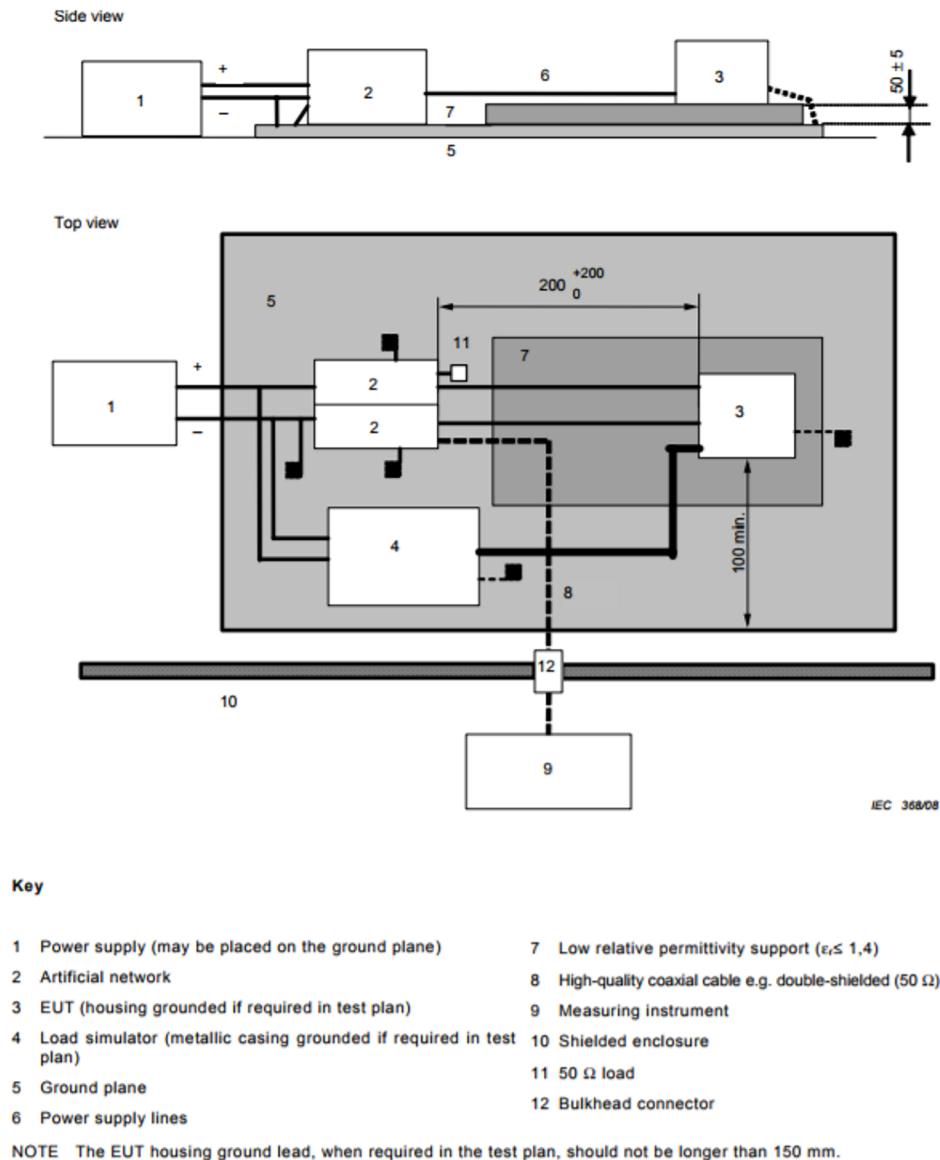 Side view
+
−
1
2
6
3
7
5
50 ± 5
Top view
5
200 +200
0
11
7
+
−
1
2
2
3
4
100 min.
8
12
10
9
IEC 368/08
Key
1 Power supply (may be placed on the ground plane)
2 Artificial network
3 EUT (housing grounded if required in test plan)
4 Load simulator (metallic casing grounded if required in test
plan)
5 Ground plane
6 Power supply lines
7 Low relative permittivity support (εr≤ 1,4)
8 High-quality coaxial cable e.g. double-shielded (50 Ω)
9 Measuring instrument
10 Shielded enclosure
11 50 Ω load
12 Bulkhead connector
NOTE The EUT housing ground lead, when required in the test plan, should not be longer than 150 mm.